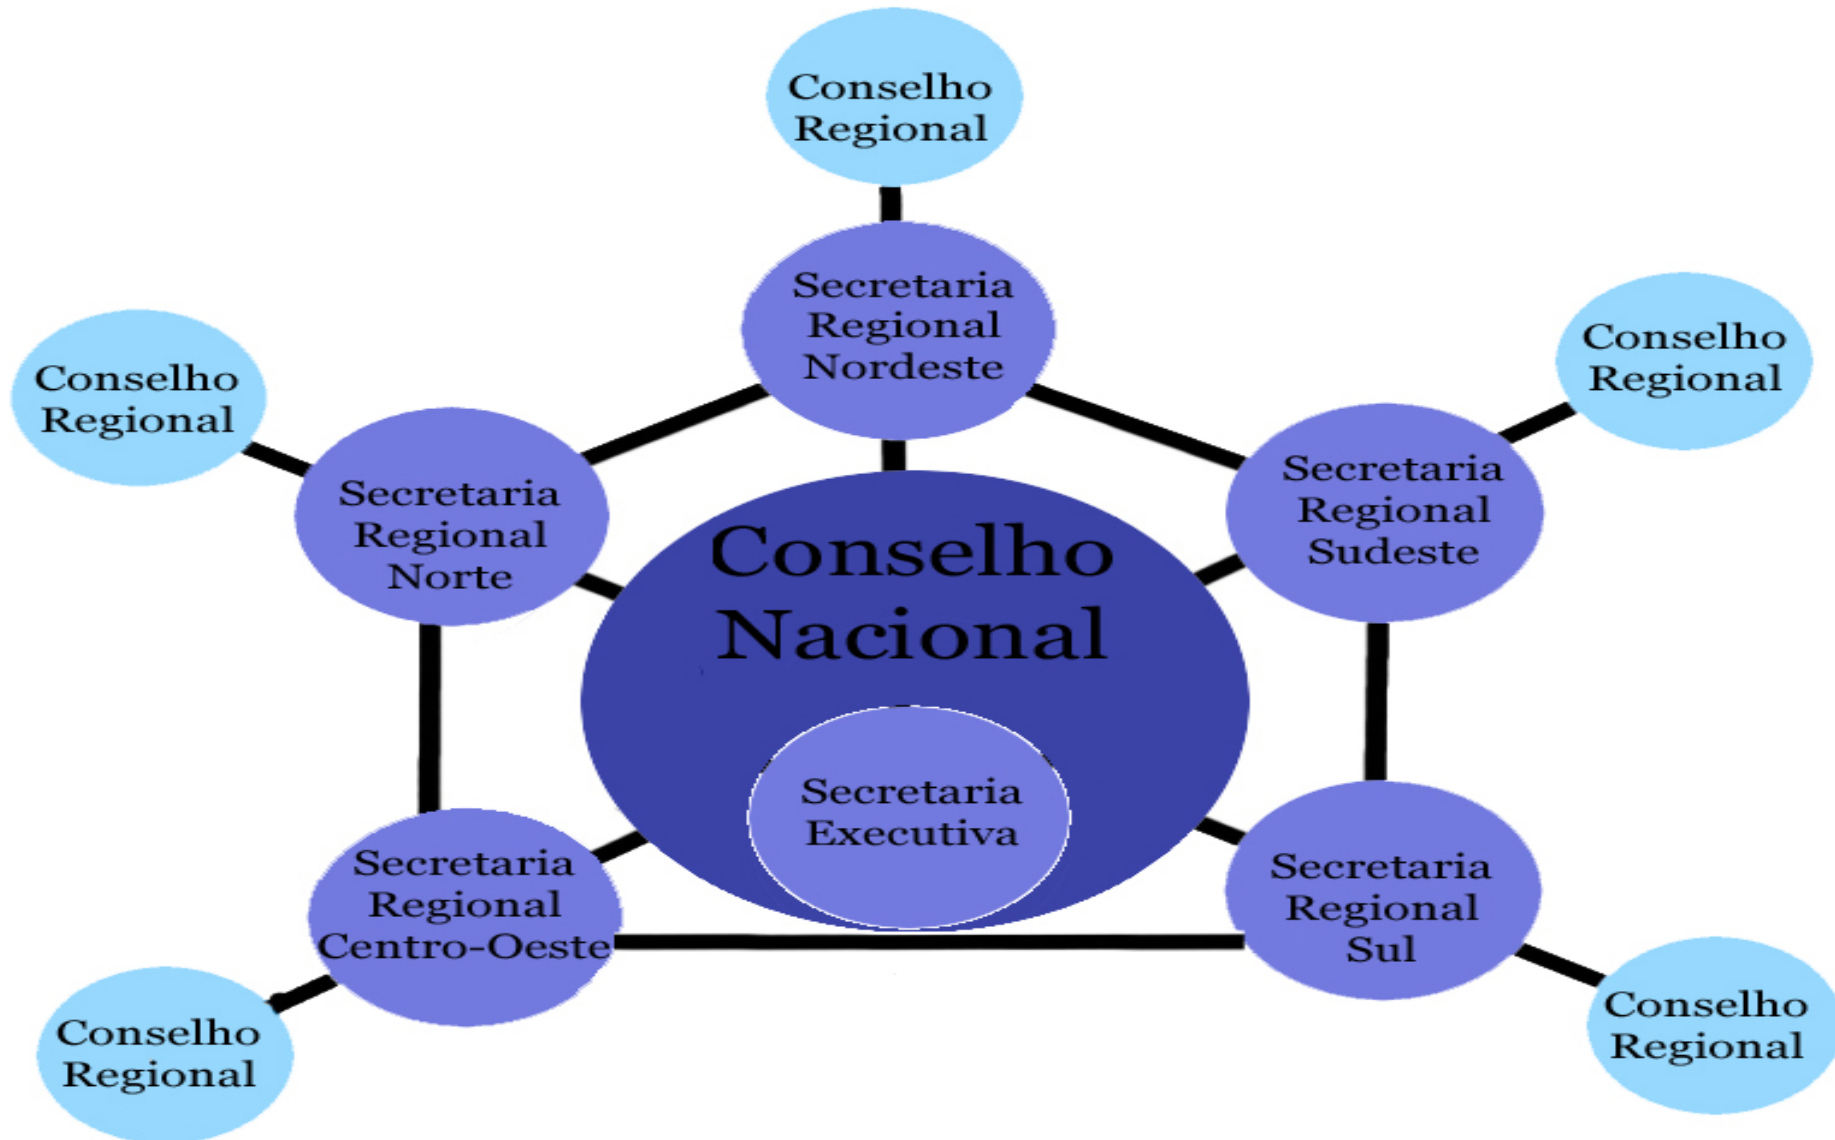 Conselho
Regional
Secretaria
Regional
Nordeste
Conselho
Regional
Conselho
Regional
Secretaria
Regional
Norte
Secretaria
Regional
Sudeste
Conselho
Nacional
Secretaria
Executiva
Secretaria
Regional
Centro-Oeste
Secretaria
Regional
Sul
Conselho
Regional
Conselho
Regional